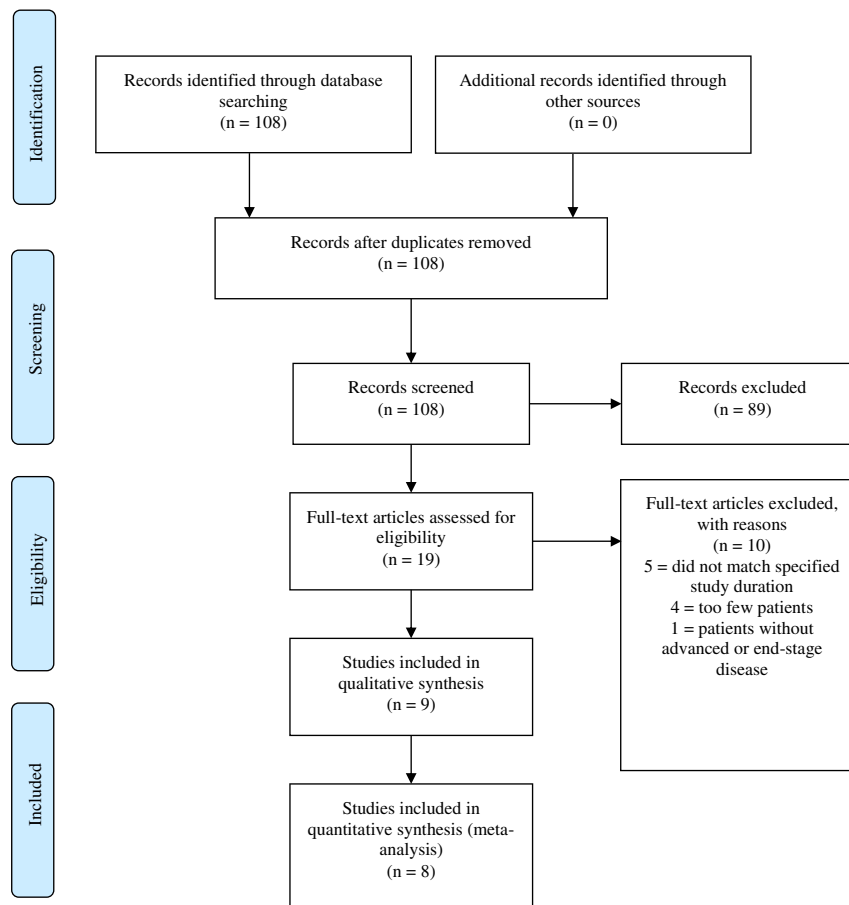 Identification
Records identified through database
searching
(n = 108)
Additional records identified through
other sources
(n = 0)
Records after duplicates removed
(n = 108)
Screening
Records screened
(n = 108)
Records excluded
(n = 89)
Eligibility
Full-text articles assessed for
eligibility
(n = 19)
Full-text articles excluded,
with reasons
(n = 10)
5 = did not match specified
study duration
4 = too few patients
1 = patients without
advanced or end-stage
disease
Studies included in
qualitative synthesis
(n = 9)
Included
Studies included in
quantitative synthesis (meta-
analysis)
(n = 8)